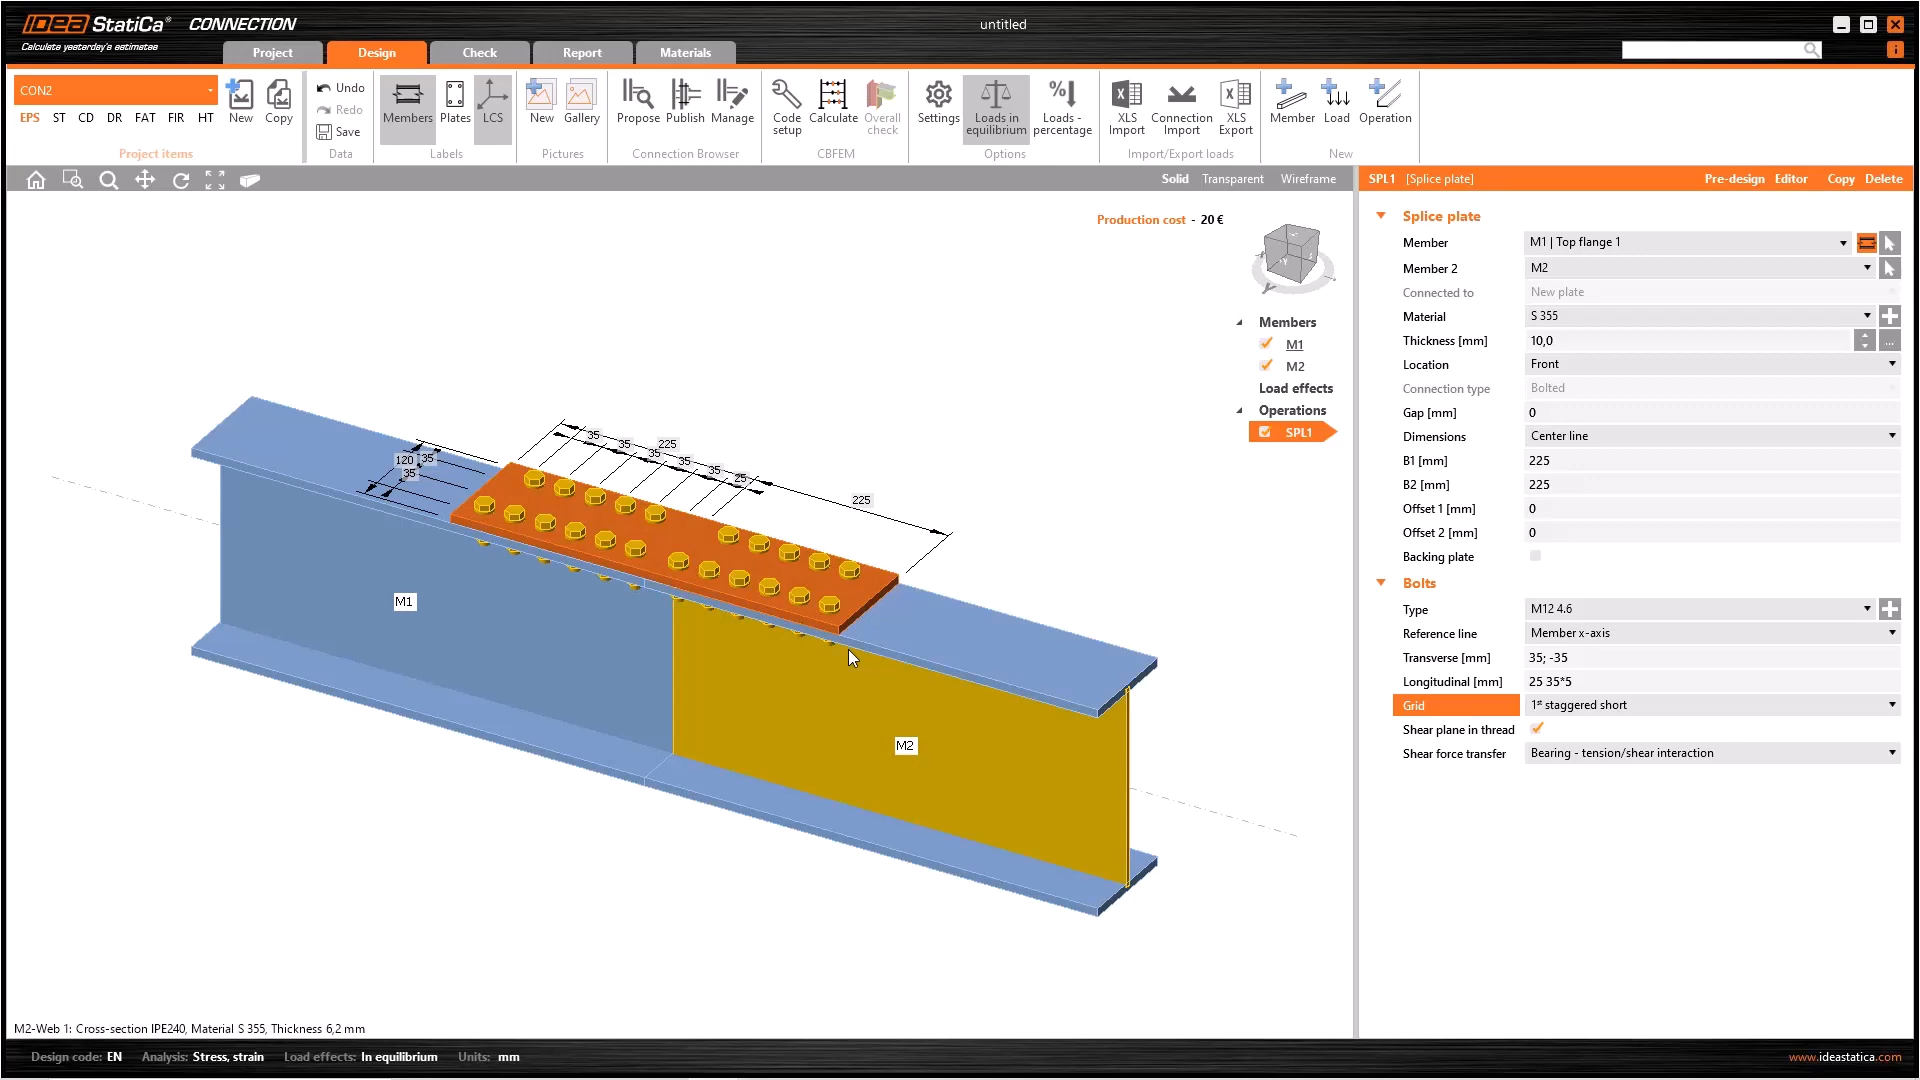 IDEA StatiCa® CONNECTION
Calculate yesterday's estimates
untitled
Project
Design
Check
Report
Materials
CON2
EPS ST CD DR FAT FIR HT
New
Copy
Project items
Undo
Redo
Save
Data
Members
Plates
LCS
Labels
New
Gallery
Pictures
Propose
Publish
Manage
Connection Browser
Code setup
Calculate
Overall check
CBFEM
Settings
Loads in equilibrium
Loads - percentage
Options
XLS Import
Connection Import
XLS Export
Import/Export loads
Member
Load
Operation
New
Solid Transparent Wireframe
Production cost - 20 €
Members
M1
M2
Load effects
Operations
SPL1
35
35
225
35
35
35
25
225
120
35
35
M1
M2
M2-Web 1: Cross-section IPE240, Material S 355, Thickness 6,2 mm
SPL1 [Splice plate]
Pre-design Editor Copy Delete
Splice plate
Member M1 | Top flange 1
Member 2 M2
Connected to New plate
Material S 355
Thickness [mm] 10,0
...
Location Front
Connection type Bolted
Gap [mm] 0
Dimensions Center line
B1 [mm] 225
B2 [mm] 225
Offset 1 [mm] 0
Offset 2 [mm] 0
Backing plate
Bolts
Type M12 4.6
Reference line Member x-axis
Transverse [mm] 35; -35
Longitudinal [mm] 25 35*5
Grid 1st staggered short
Shear plane in thread
Shear force transfer Bearing - tension/shear interaction
Design code: EN Analysis: Stress, strain Load effects: In equilibrium Units: mm
www.ideastatica.com